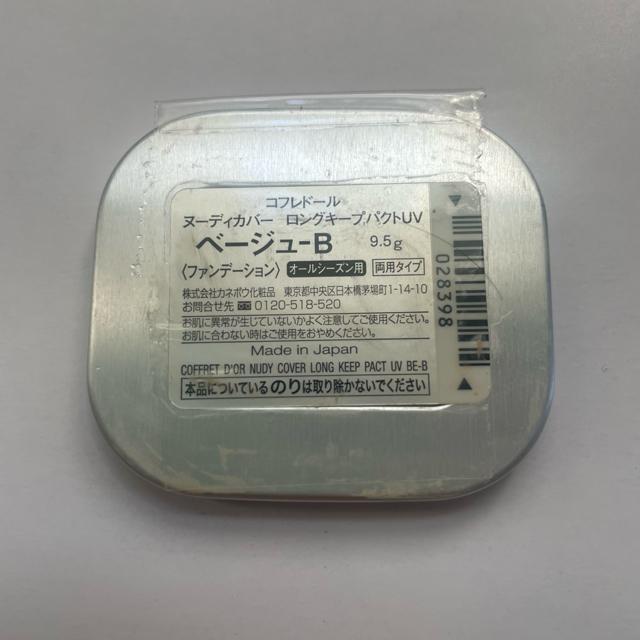 コフレドール
ヌーディカバー ロングキープパクトUV
ベージュ-B 9.5g
〈ファンデーション〉 オールシーズン用 両用タイプ
株式会社カネボウ化粧品 東京都中央区日本橋茅場町1-14-10
お問合せ先 0120-518-520
お肌に異常が生じていないかよく注意してご使用ください。
お肌に合わない時はご使用をおやめください。
Made in Japan
COFFRET D'OR NUDY COVER LONG KEEP PACT UV BE-B
本品についているのりは取り除かないでください
028398